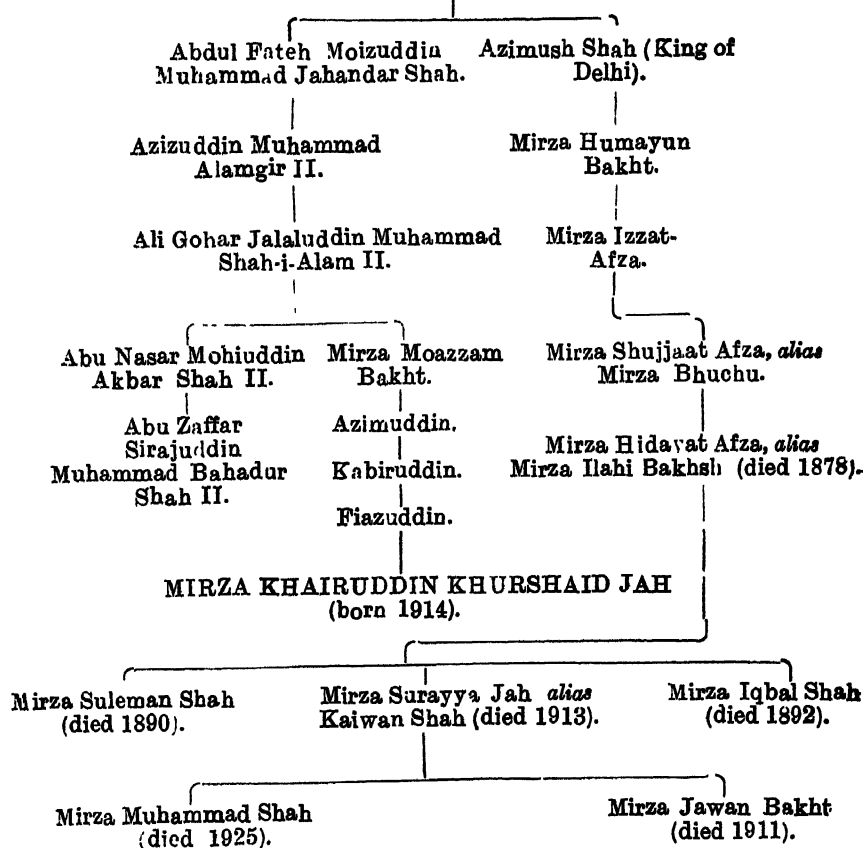 Abdul Fateh Moizuddin
Muhammad Jahandar Shah.
Azimush Shah (King of
Delhi).
Azizuddin Muhammad
Alamgir II.
Mirza Humayun
Bakht.
Ali Gohar Jalaluddin Muhammad
Shah-i-Alam II.
Mirza Izzat-
Afza.
Abu Nasar Mohiuddin
Akbar Shah II.
Mirza Moazzam
Bakht.
Mirza Shujjaat Afza, alias
Mirza Bhuchu.
Abu Zaffar
Sirajuddin
Muhammad Bahadur
Shah II.
Azimuddin.
Kabiruddin.
Fiazuddin.
Mirza Hidayat Afza, alias
Mirza Ilahi Bakhsh (died 1878).
MIRZA KHAIRUDDIN KHURSHAID JAH
(born 1914).
Mirza Suleman Shah
(died 1890).
Mirza Surayya Jah alias
Kaiwan Shah (died 1913).
Mirza Iqbal Shah
(died 1892).
Mirza Muhammad Shah
(died 1925).
Mirza Jawan Bakht
(died 1911).